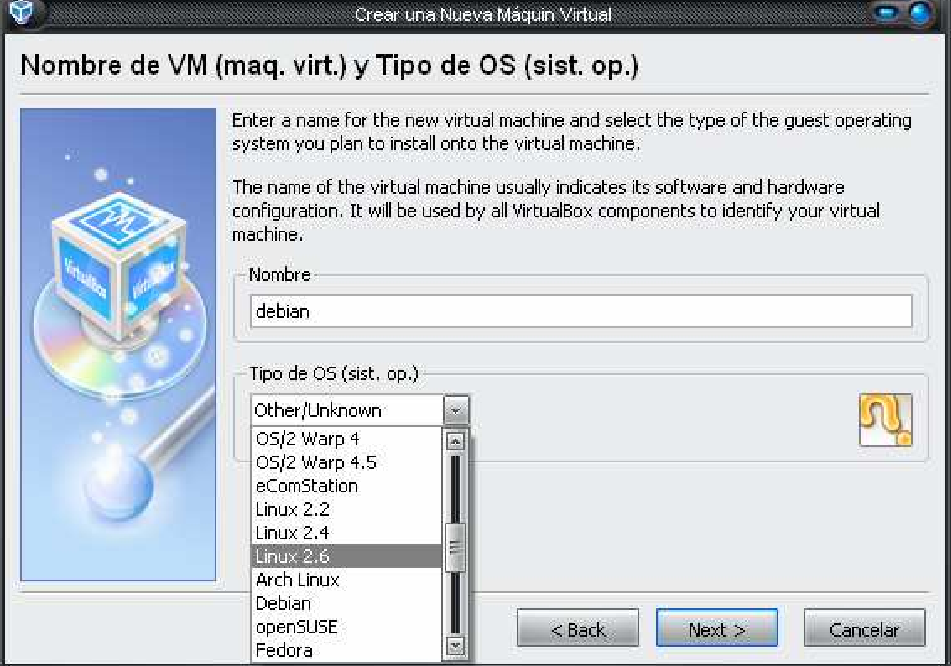 Crear una Nueva Máquin Virtual
Nombre de VM (maq. virt.) y Tipo de OS (sist. op.)
Enter a name for the new virtual machine and select the type of the guest operating
system you plan to install onto the virtual machine.
The name of the virtual machine usually indicates its software and hardware
configuration. It will be used by all VirtualBox components to identify your virtual
machine.
VirtualBox
Nombre
debian
Tipo de OS (sist. op.)
Other/Unknown
OS/2 Warp 4
OS/2 Warp 4.5
eComStation
Linux 2.2
Linux 2.4
Linux 2.6
Arch Linux
Debian
openSUSE
Fedora
< Back
Next >
Cancelar